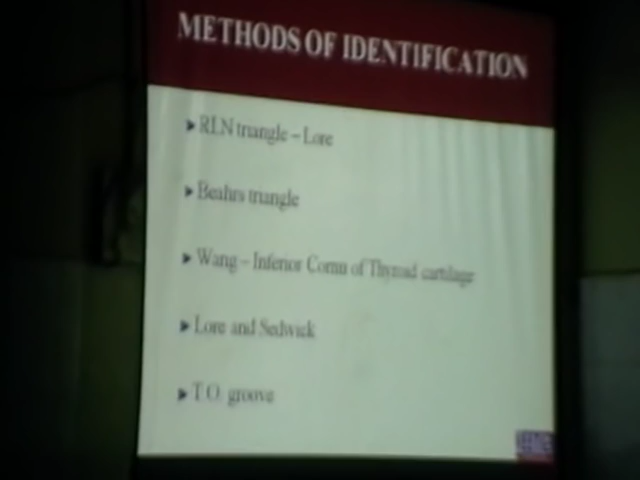 METHODS OF IDENTIFICATION
RLN triangle – Lore
Beahrs triangle
Wang – Inferior Cornu of Thyroid cartilage
Lore and Sedwick
T.O. groove